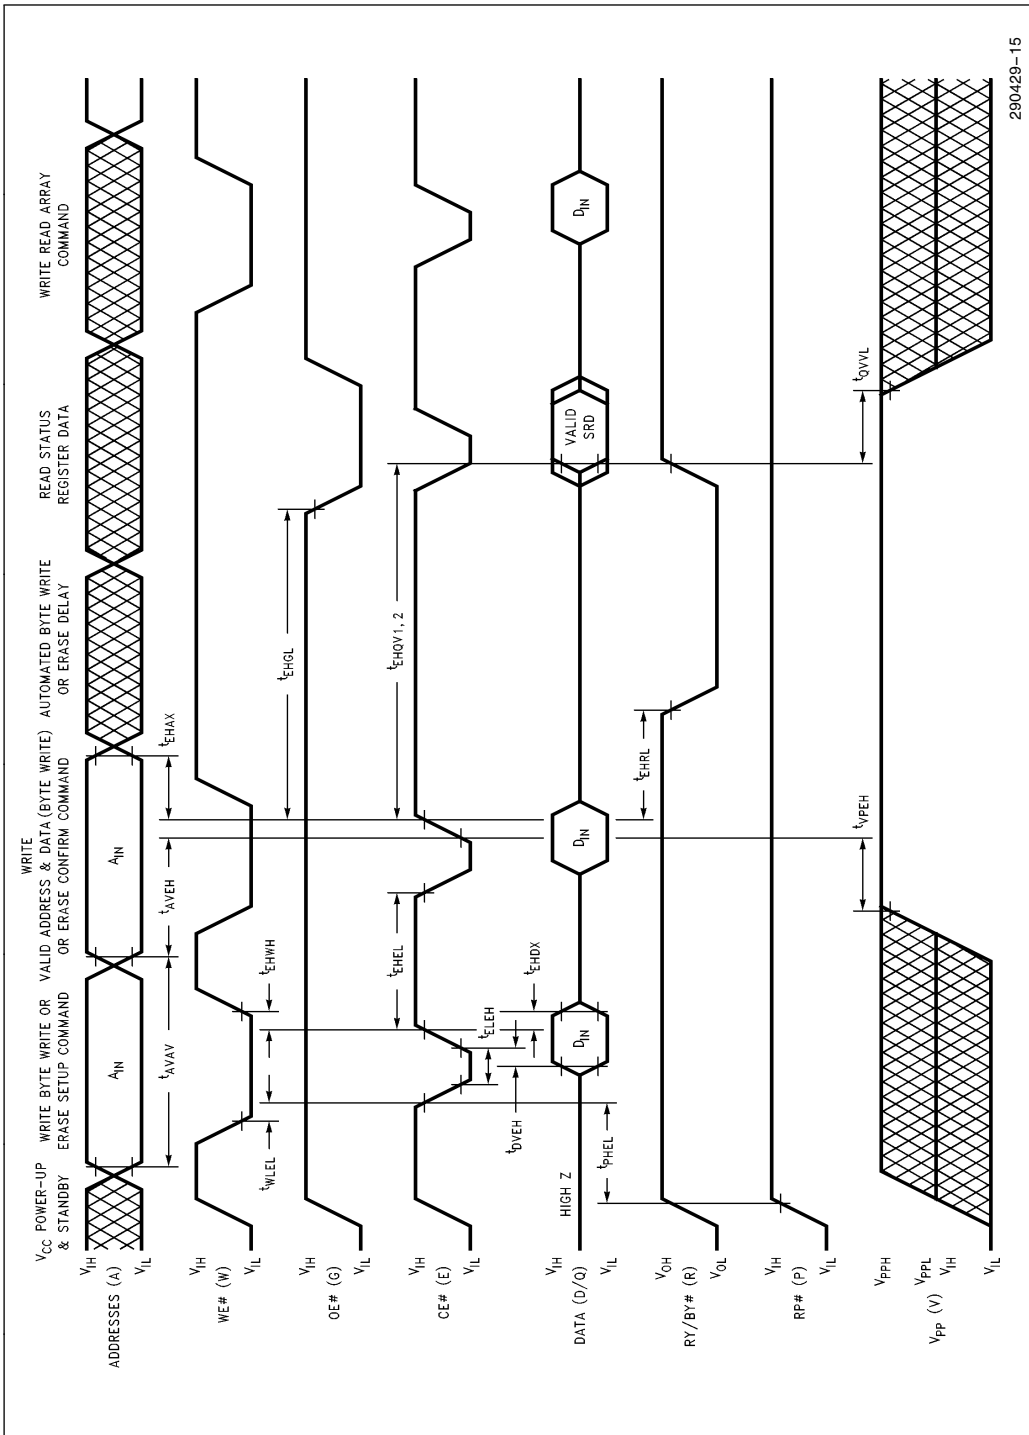 V_CC POWER-UP
& STANDBY
WRITE BYTE WRITE OR
ERASE SETUP COMMAND
WRITE
VALID ADDRESS & DATA (BYTE WRITE)
OR ERASE CONFIRM COMMAND
AUTOMATED BYTE WRITE
OR ERASE DELAY
READ STATUS
REGISTER DATA
WRITE READ ARRAY
COMMAND
ADDRESSES (A)
V_IH
V_IL
A_IN
A_IN
t_AVAV
t_AVEH
t_EHAX
WE# (W)
V_IH
V_IL
t_WLEL
t_EHWH
t_EHGL
OE# (G)
V_IH
V_IL
CE# (E)
V_IH
V_IL
t_EHEL
t_EHQV1, 2
t_ELEH
t_DVEH
t_EHDX
DATA (D/Q)
V_IH
V_IL
HIGH Z
D_IN
D_IN
VALID
SRD
D_IN
t_PHEL
t_EHRL
RY/BY# (R)
V_OH
V_OL
RP# (P)
V_IH
V_IL
t_VPEH
t_QVVL
V_PP (V)
V_PPH
V_PPL
V_IH
V_IL
290429-15